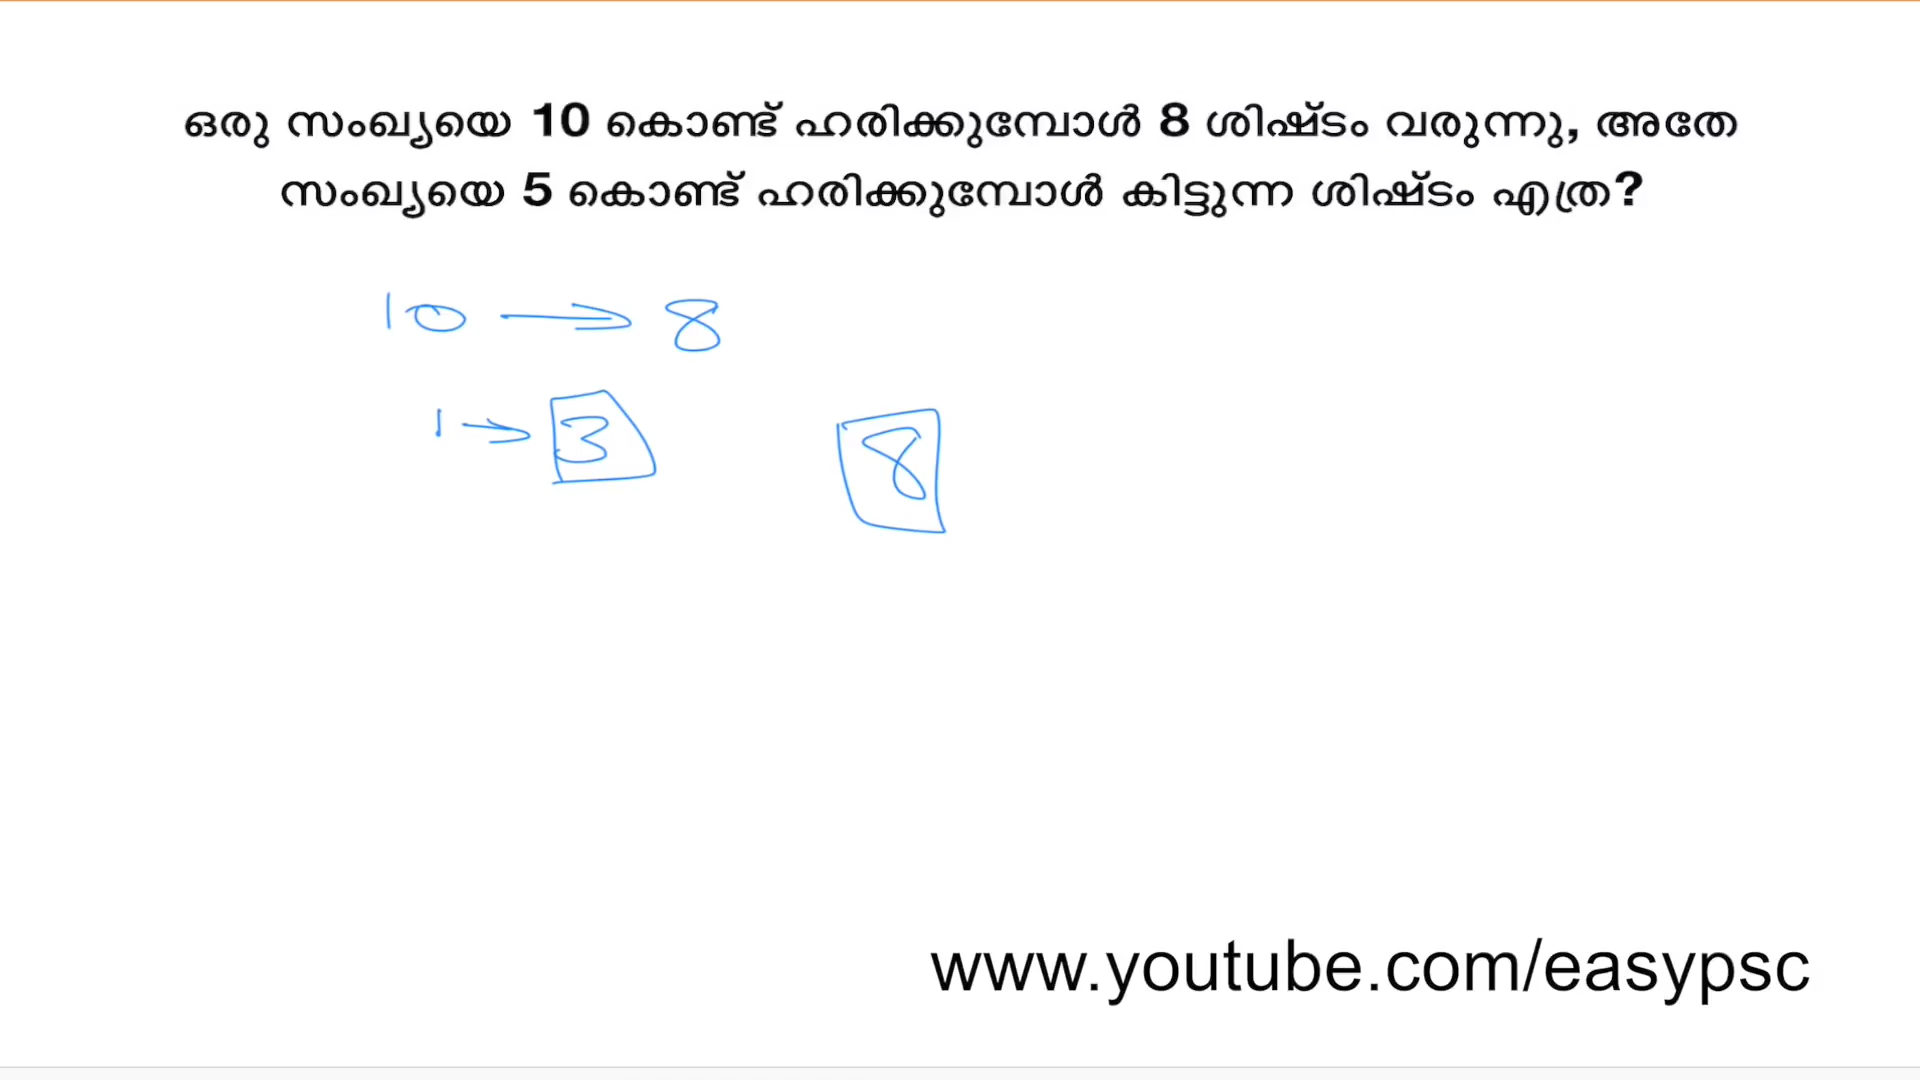 ഒരു സംഖ്യയെ 10 കൊണ്ട് ഹരിക്കുമ്പോൾ 8 ശിഷ്ടം വരുന്നു, അതേ
സംഖ്യയെ 5 കൊണ്ട് ഹരിക്കുമ്പോൾ കിട്ടുന്ന ശിഷ്ടം എത്ര?
10 → 8
1 → 3 8
www.youtube.com/easypsc